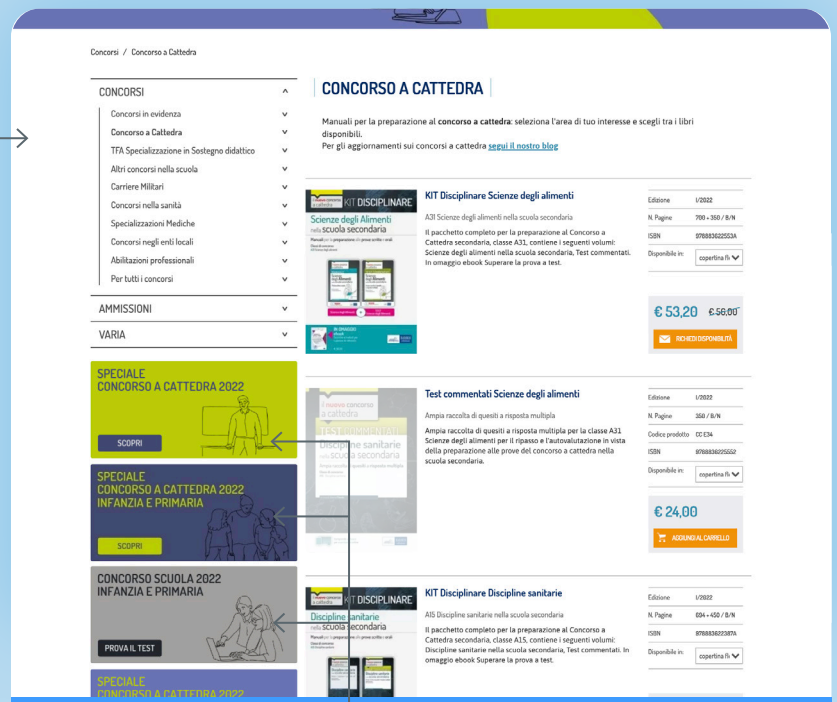 Concorsi / Concorso a Cattedra
CONCORSI
Concorsi in evidenza
Concorso a Cattedra
TFA Specializzazione in Sostegno didattico
Altri concorsi nella scuola
Carriere Militari
Concorsi nella sanità
Specializzazioni Mediche
Concorsi negli enti locali
Abilitazioni professionali
Per tutti i concorsi
AMMISSIONI
VARIA
SPECIALE
CONCORSO A CATTEDRA 2022
SCOPRI
SPECIALE
CONCORSO A CATTEDRA 2022
INFANZIA E PRIMARIA
SCOPRI
CONCORSO SCUOLA 2022
INFANZIA E PRIMARIA
PROVA IL TEST
SPECIALE
CONCORSO A CATTEDRA 2022
CONCORSO A CATTEDRA
Manuali per la preparazione al concorso a cattedra: seleziona l'area di tuo interesse e scegli tra i libri
disponibili.
Per gli aggiornamenti sui concorsi a cattedra segui il nostro blog
KIT DISCIPLINARE
Scienze degli Alimenti
nella scuola secondaria
KIT Disciplinare Scienze degli alimenti
A31 Scienze degli alimenti nella scuola secondaria
Il pacchetto completo per la preparazione al Concorso a
Cattedra secondaria, classe A31, contiene i seguenti volumi:
Scienze degli alimenti nella scuola secondaria, Test commentati.
In omaggio ebook Superare la prova a test.
Edizione I/2022
N. Pagine 700 + 350 / B/N
ISBN 978883622553A
Disponibile in: copertina fl
€ 53,20 € 56,00
RICHIEDI DISPONIBILITÀ
il nuovo concorso
a cattedra
TEST COMMENTATI
Discipline sanitarie
nella scuola secondaria
Test commentati Scienze degli alimenti
Ampia raccolta di quesiti a risposta multipla
Ampia raccolta di quesiti a risposta multipla per la classe A31
Scienze degli alimenti per il ripasso e l'autovalutazione in vista
della preparazione alle prove del concorso a cattedra nella
scuola secondaria.
Edizione I/2022
N. Pagine 350 / B/N
Codice prodotto CC E34
ISBN 9788836225552
Disponibile in: copertina fl
€ 24,00
AGGIUNGI AL CARRELLO
KIT DISCIPLINARE
Discipline sanitarie
nella scuola secondaria
KIT Disciplinare Discipline sanitarie
A15 Discipline sanitarie nella scuola secondaria
Il pacchetto completo per la preparazione al Concorso a
Cattedra secondaria, classe A15, contiene i seguenti volumi:
Discipline sanitarie nella scuola secondaria, Test commentati. In
omaggio ebook Superare la prova a test.
Edizione I/2022
N. Pagine 694 + 450 / B/N
ISBN 978883622387A
Disponibile in: copertina fl